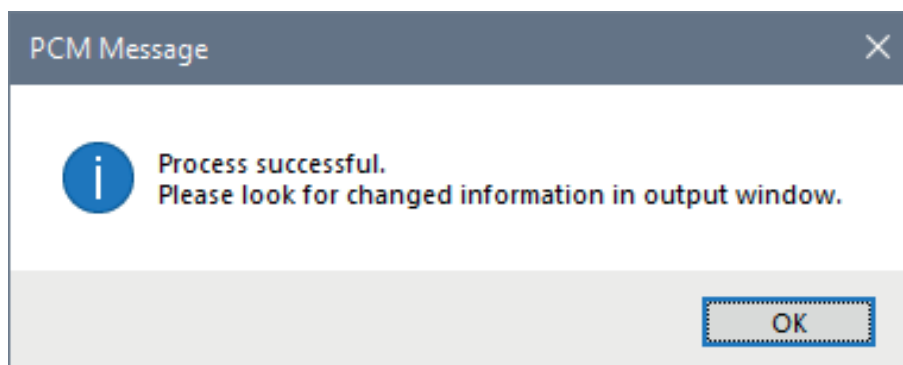 PCM Message
Process successful.
Please look for changed information in output window.
OK